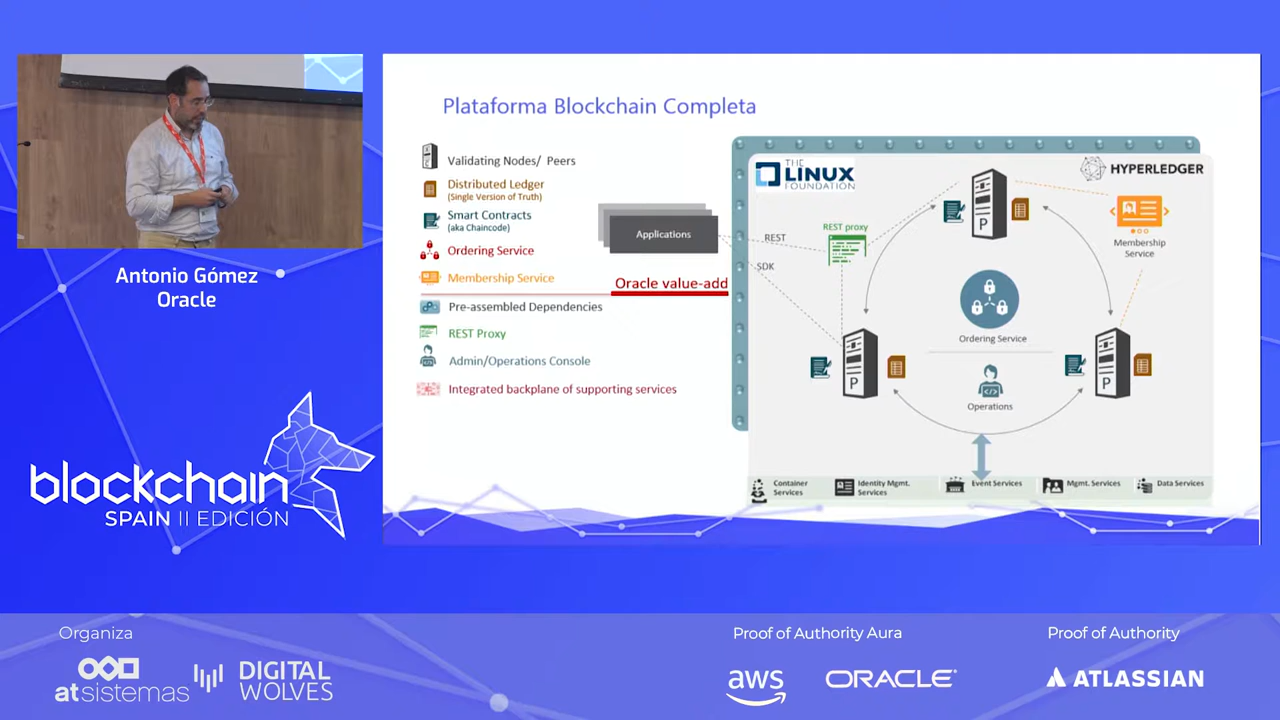 Antonio Gómez
Oracle
blockchain
SPAIN II EDICIÓN
Plataforma Blockchain Completa
Validating Nodes/ Peers
Distributed Ledger
(Single Version of Truth)
Smart Contracts
(aka Chaincode)
Ordering Service
Membership Service
Oracle value-add
Pre-assembled Dependencies
REST Proxy
Admin/Operations Console
Integrated backplane of supporting services
Applications
REST
SDK
THE
LINUX
FOUNDATION
HYPERLEDGER
REST proxy
P
Membership
Service
Ordering Service
P
P
Operations
Container
Services
Identity Mgmt.
Services
Event Services
Mgmt. Services
Data Services
Organiza
atsistemas
DIGITAL
WOLVES
Proof of Authority Aura
aws
ORACLE
Proof of Authority
ATLASSIAN